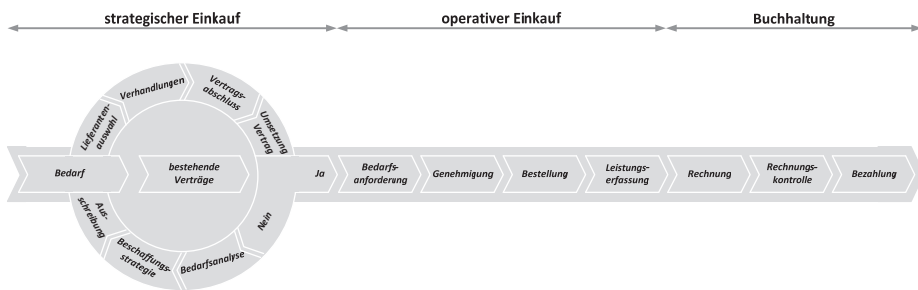 strategischer Einkauf
operativer Einkauf
Buchhaltung
Bedarf
bestehende
Verträge
Ja
Nein
Bedarfsanalyse
Beschaffungs-
strategie
Aus-
schreibung
Lieferanten-
auswahl
Verhandlungen
Vertrags-
abschluss
Umsetzung
Vertrag
Bedarfs-
anforderung
Genehmigung
Bestellung
Leistungs-
erfassung
Rechnung
Rechnungs-
kontrolle
Bezahlung